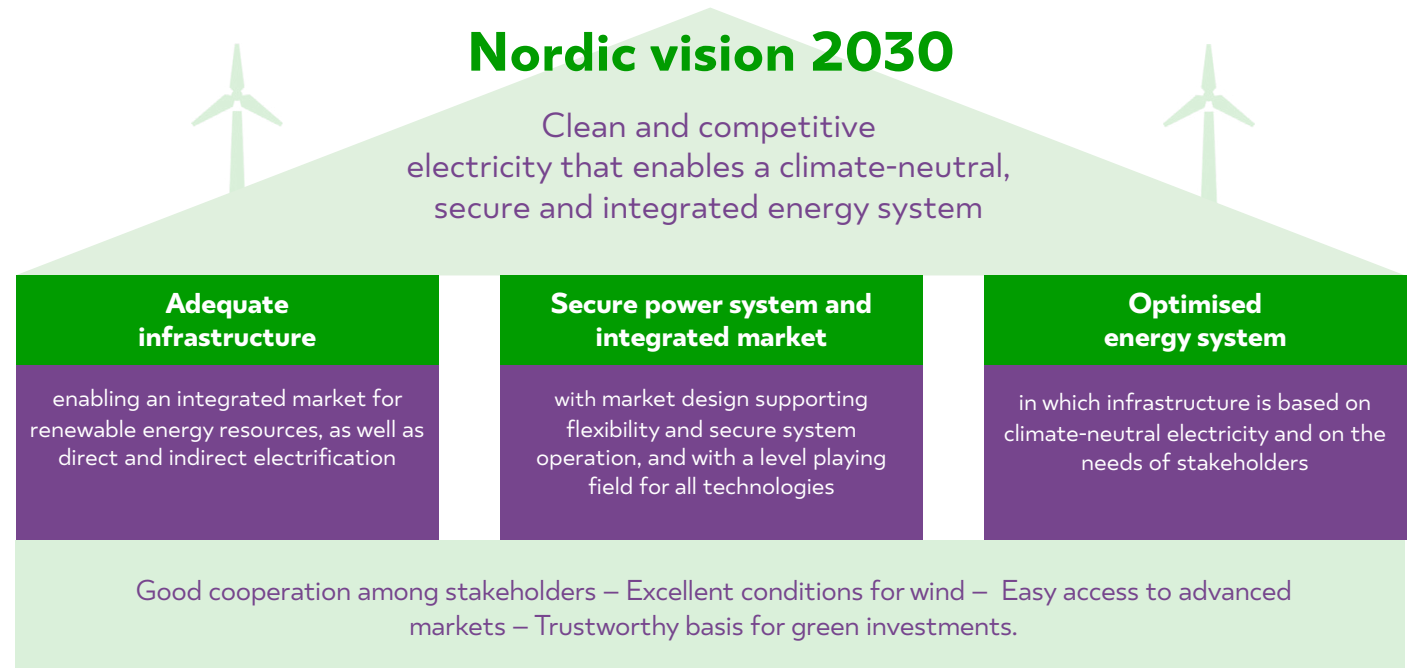 Nordic vision 2030
Clean and competitive
electricity that enables a climate-neutral,
secure and integrated energy system
Adequate
infrastructure
enabling an integrated market for
renewable energy resources, as well as
direct and indirect electrification
Secure power system and
integrated market
with market design supporting
flexibility and secure system
operation, and with a level playing
field for all technologies
Optimised
energy system
in which infrastructure is based on
climate-neutral electricity and on the
needs of stakeholders
Good cooperation among stakeholders – Excellent conditions for wind – Easy access to advanced
markets – Trustworthy basis for green investments.